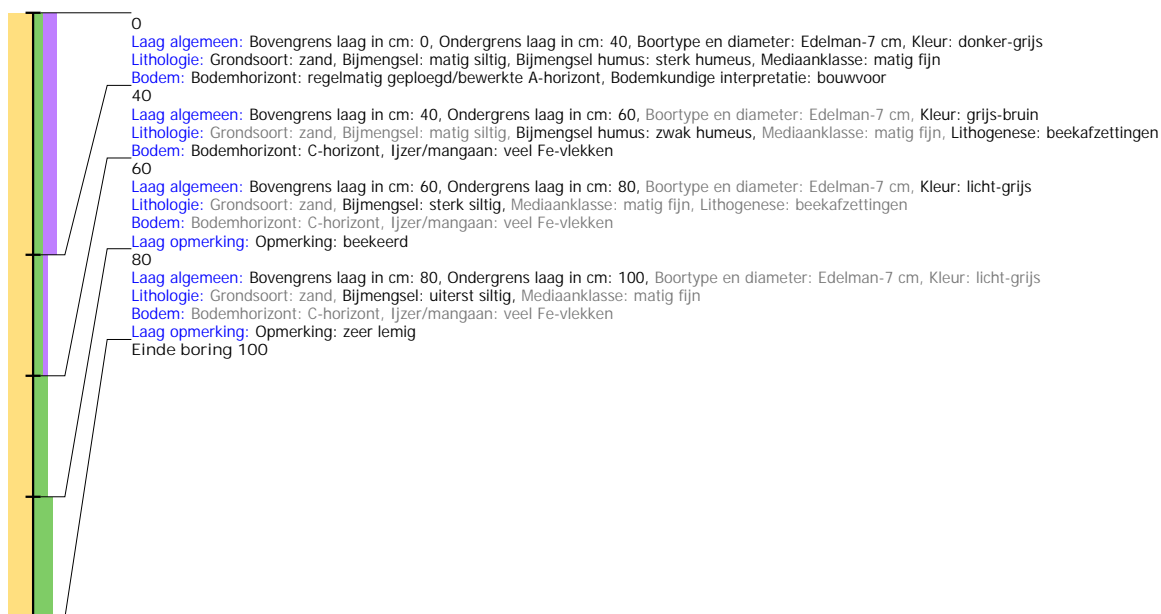 0
Laag algemeen: Bovengrens laag in cm: 0, Ondergrens laag in cm: 40, Boortype en diameter: Edelman-7 cm, Kleur: donker-grijs
Lithologie: Grondsoort: zand, Bijmengsel: matig siltig, Bijmengsel humus: sterk humeus, Mediaanklasse: matig fijn
Bodem: Bodemhorizont: regelmatig geploegd/bewerkte A-horizont, Bodemkundige interpretatie: bouwvoor
40
Laag algemeen: Bovengrens laag in cm: 40, Ondergrens laag in cm: 60, Boortype en diameter: Edelman-7 cm, Kleur: grijs-bruin
Lithologie: Grondsoort: zand, Bijmengsel: matig siltig, Bijmengsel humus: zwak humeus, Mediaanklasse: matig fijn, Lithogenese: beekafzettingen
Bodem: Bodemhorizont: C-horizont, Ijzer/mangaan: veel Fe-vlekken
60
Laag algemeen: Bovengrens laag in cm: 60, Ondergrens laag in cm: 80, Boortype en diameter: Edelman-7 cm, Kleur: licht-grijs
Lithologie: Grondsoort: zand, Bijmengsel: sterk siltig, Mediaanklasse: matig fijn, Lithogenese: beekafzettingen
Bodem: Bodemhorizont: C-horizont, Ijzer/mangaan: veel Fe-vlekken
Laag opmerking: Opmerking: beekeerd
80
Laag algemeen: Bovengrens laag in cm: 80, Ondergrens laag in cm: 100, Boortype en diameter: Edelman-7 cm, Kleur: licht-grijs
Lithologie: Grondsoort: zand, Bijmengsel: uiterst siltig, Mediaanklasse: matig fijn
Bodem: Bodemhorizont: C-horizont, Ijzer/mangaan: veel Fe-vlekken
Laag opmerking: Opmerking: zeer lemig
Einde boring 100